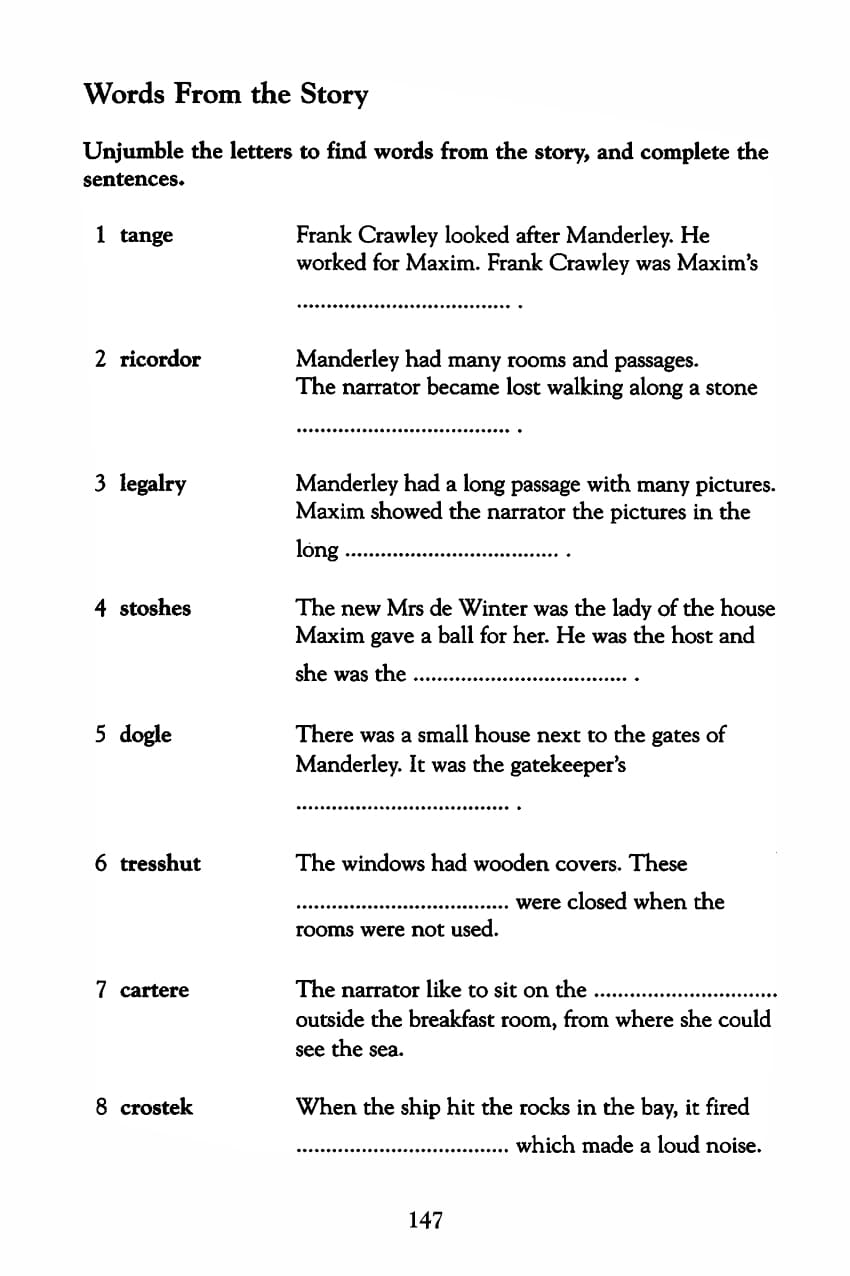 Words From the Story
Unjumble the letters to find words from the story, and complete the
sentences.
1 tange Frank Crawley looked after Manderley. He
worked for Maxim. Frank Crawley was Maxim's
.................................... .
2 ricordor Manderley had many rooms and passages.
The narrator became lost walking along a stone
.................................... .
3 legalry Manderley had a long passage with many pictures.
Maxim showed the narrator the pictures in the
long .................................... .
4 stoshes The new Mrs de Winter was the lady of the house
Maxim gave a ball for her. He was the host and
she was the .................................... .
5 dogle There was a small house next to the gates of
Manderley. It was the gatekeeper's
.................................... .
6 tresshut The windows had wooden covers. These
.................................... were closed when the
rooms were not used.
7 cartere The narrator like to sit on the ...............................
outside the breakfast room, from where she could
see the sea.
8 crostek When the ship hit the rocks in the bay, it fired
.................................... which made a loud noise.
147